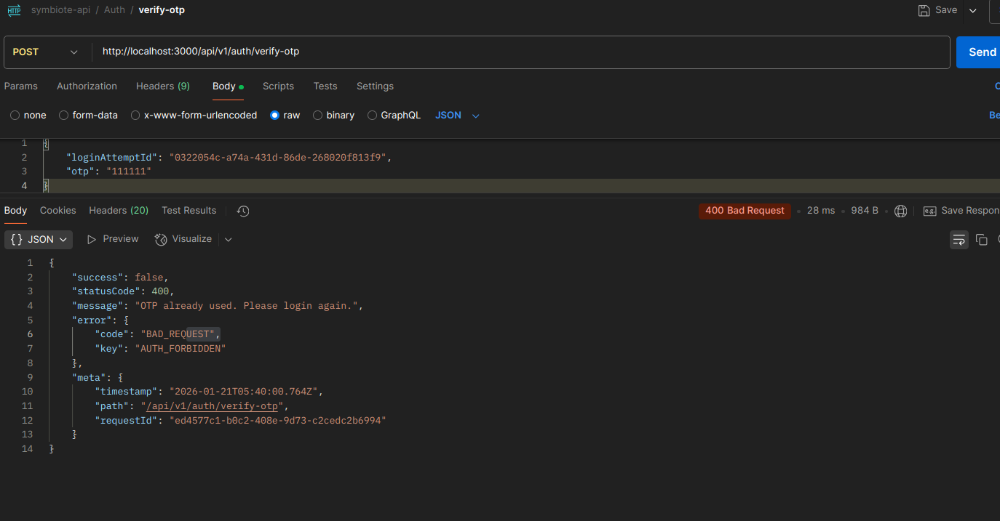 HTTP symbiote-api / Auth / verify-otp Save
POST http://localhost:3000/api/v1/auth/verify-otp Send
Params Authorization Headers (9) Body Scripts Tests Settings
none form-data x-www-form-urlencoded raw binary GraphQL JSON Be
1 {
2 "loginAttemptId": "0322054c-a74a-431d-86de-268020f813f9",
3 "otp": "111111"
4 }
Body Cookies Headers (20) Test Results 400 Bad Request 28 ms 984 B e.g. Save Respon
{} JSON Preview Visualize
1 {
2 "success": false,
3 "statusCode": 400,
4 "message": "OTP already used. Please login again.",
5 "error": {
6 "code": "BAD_REQUEST",
7 "key": "AUTH_FORBIDDEN"
8 },
9 "meta": {
10 "timestamp": "2026-01-21T05:40:00.764Z",
11 "path": "/api/v1/auth/verify-otp",
12 "requestId": "ed4577c1-b0c2-408e-9d73-c2cedc2b6994"
13 }
14 }